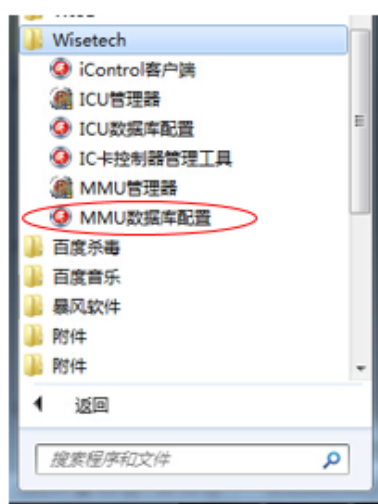 Wisetech
iControl客户端
ICU管理器
ICU数据库配置
IC卡控制器管理工具
MMU管理器
MMU数据库配置
百度杀毒
百度音乐
暴风软件
附件
附件
返回
搜索程序和文件